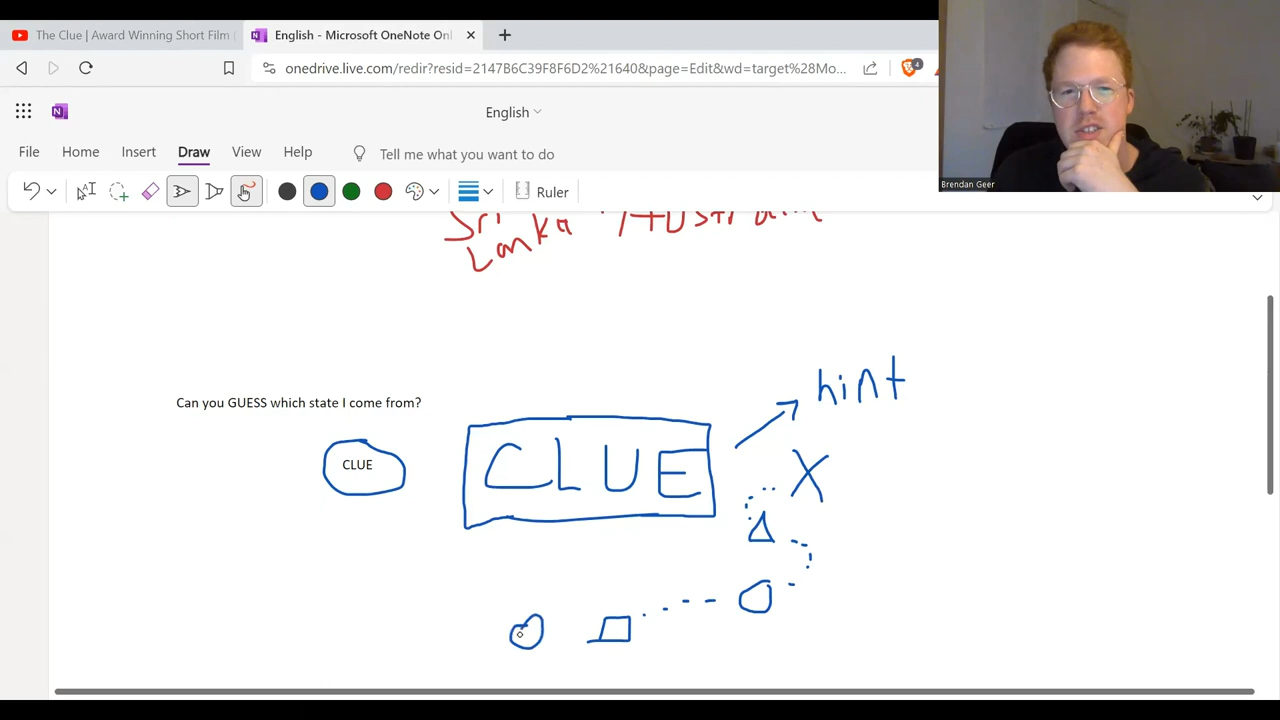 The Clue | Award Winning Short Film
English - Microsoft OneNote Onl
onedrive.live.com/redir?resid=2147B6C39F8F6D2%21640&page=Edit&wd=target%28Mo...
4
English
File Home Insert Draw View Help Tell me what you want to do
Ruler
Brendan Geer
Sri
Lanka Australia
hint
Can you GUESS which state I come from?
CLUE
CLUE
X